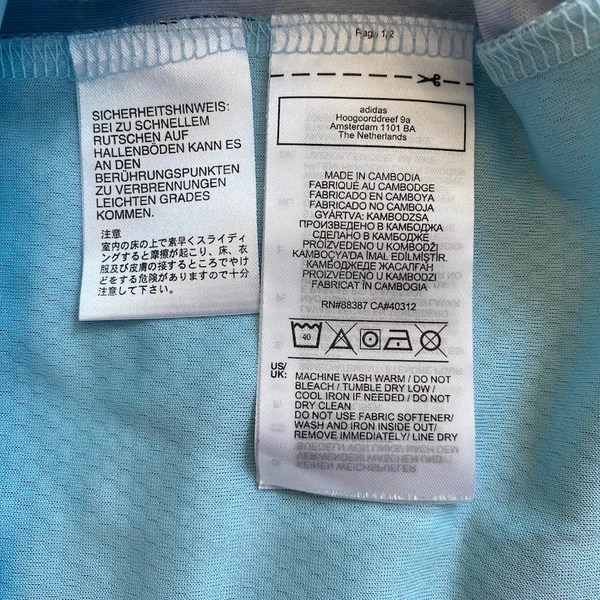 SICHERHEITSHINWEIS:
BEI ZU SCHNELLEM
RUTSCHEN AUF
HALLENBÖDEN KANN ES
AN DEN
BERÜHRUNGSPUNKTEN
ZU VERBRENNUNGEN
LEICHTEN GRADES
KOMMEN.
注意
室内の床の上で素早くスライディ
ングすると摩擦が起こり、床、衣
服及び皮膚の接するところでやけ
どをする危険がありますので十分
注意して下さい。
Page 1/2
adidas
Hoogoorddreef 9a
Amsterdam 1101 BA
The Netherlands
MADE IN CAMBODIA
FABRIQUÉ AU CAMBODGE
FABRICADO EN CAMBOYA
FABRICADO NO CAMBOJA
GYÁRTVA: KAMBODZSA
ПРОИЗВЕДЕНО В КАМБОДЖА
СДЕЛАНО В КАМБОДЖЕ
PROIZVEDENO U KOMBODŽI
KAMBOÇYA'DA İMAL EDİLMİŞTİR.
КАМБОДЖЕДЕ ЖАСАЛҒАН
PROIZVEDENO U KAMBODŽI
FABRICAT ÎN CAMBOGIA
RN#88387 CA#40312
40
US/
UK:
MACHINE WASH WARM / DO NOT
BLEACH / TUMBLE DRY LOW /
COOL IRON IF NEEDED / DO NOT
DRY CLEAN
DO NOT USE FABRIC SOFTENER/
WASH AND IRON INSIDE OUT/
REMOVE IMMEDIATELY/ LINE DRY